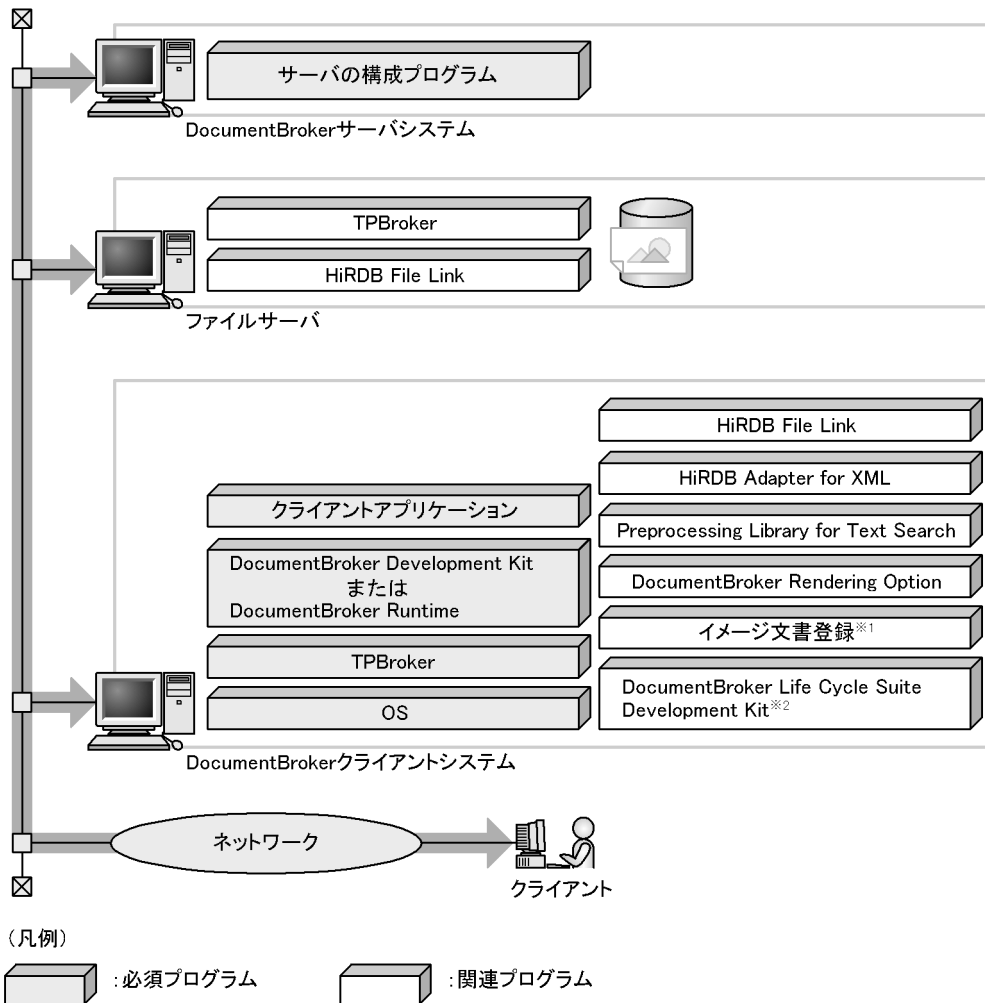 サーバの構成プログラム
DocumentBrokerサーバシステム
TPBroker
HiRDB File Link
ファイルサーバ
HiRDB File Link
HiRDB Adapter for XML
クライアントアプリケーション
Preprocessing Library for Text Search
DocumentBroker Development Kit
または
DocumentBroker Runtime
DocumentBroker Rendering Option
イメージ文書登録※1
TPBroker
DocumentBroker Life Cycle Suite
Development Kit※2
OS
DocumentBrokerクライアントシステム
ネットワーク
クライアント
(凡例)
:必須プログラム
:関連プログラム